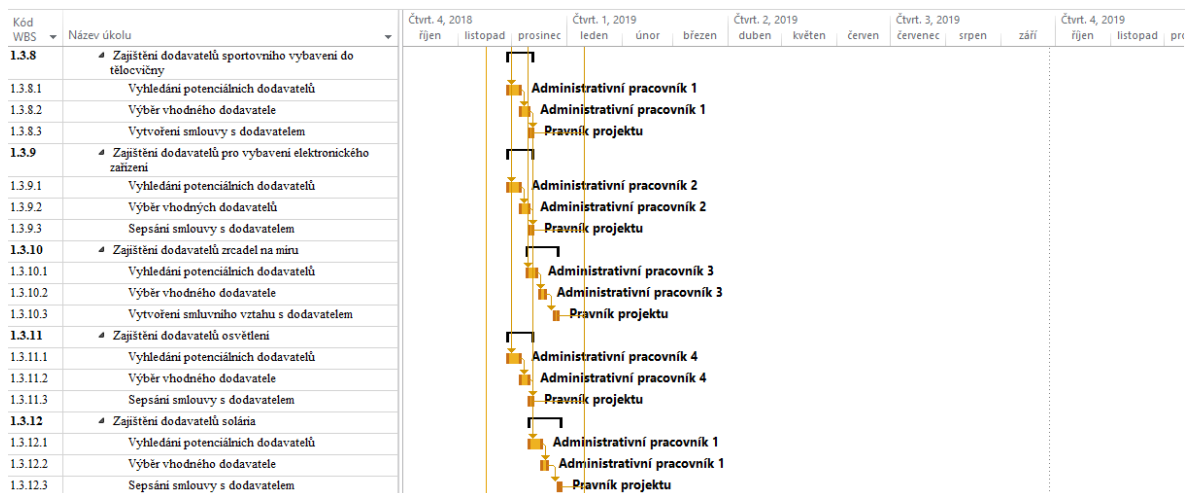 Kód WBS Název úkolu
Čtvrt. 4, 2018 Čtvrt. 1, 2019 Čtvrt. 2, 2019 Čtvrt. 3, 2019 Čtvrt. 4, 2019
říjen listopad prosinec leden únor březen duben květen červen červenec srpen září říjen listopad pro
1.3.8 Zajištění dodavatelů sportovního vybavení do
tělocvičny
1.3.8.1 Vyhledání potenciálních dodavatelů Administrativní pracovník 1
1.3.8.2 Výběr vhodného dodavatele Administrativní pracovník 1
1.3.8.3 Vytvoření smlouvy s dodavatelem Pravník projektu
1.3.9 Zajištění dodavatelů pro vybavení elektronického
zařízení
1.3.9.1 Vyhledání potenciálních dodavatelů Administrativní pracovník 2
1.3.9.2 Výběr vhodných dodavatelů Administrativní pracovník 2
1.3.9.3 Sepsání smlouvy s dodavatelem Pravník projektu
1.3.10 Zajištění dodavatelů zrcadel na míru
1.3.10.1 Vyhledání potenciálních dodavatelů Administrativní pracovník 3
1.3.10.2 Výběr vhodného dodavatele Administrativní pracovník 3
1.3.10.3 Vytvoření smluvního vztahu s dodavatelem Pravník projektu
1.3.11 Zajištění dodavatelů osvětlení
1.3.11.1 Vyhledání potenciálních dodavatelů Administrativní pracovník 4
1.3.11.2 Výběr vhodného dodavatele Administrativní pracovník 4
1.3.11.3 Sepsání smlouvy s dodavatelem Pravník projektu
1.3.12 Zajištění dodavatelů solária
1.3.12.1 Vyhledání potenciálních dodavatelů Administrativní pracovník 1
1.3.12.2 Výběr vhodného dodavatele Administrativní pracovník 1
1.3.12.3 Sepsání smlouvy s dodavatelem Pravník projektu